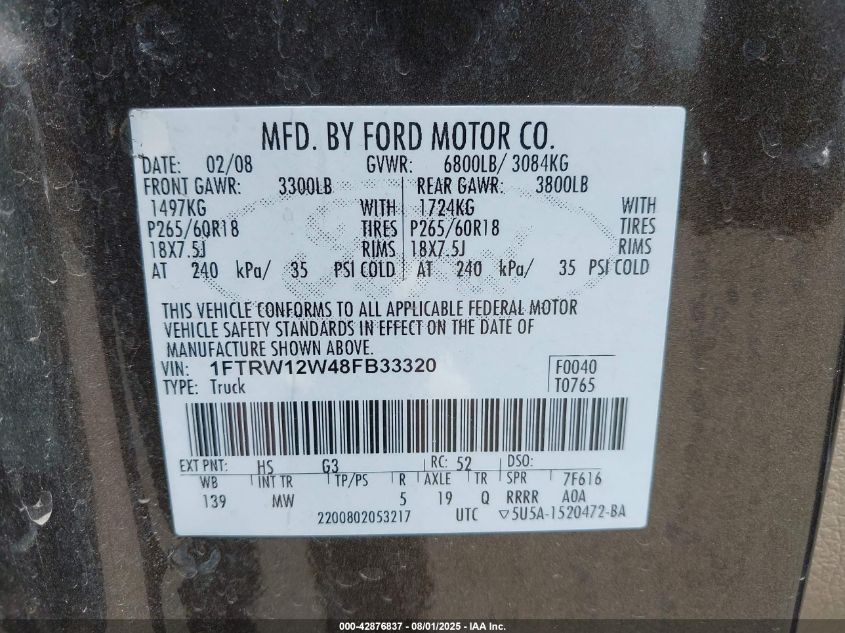 MFD. BY FORD MOTOR CO.
DATE: 02/08 GVWR: 6800LB/ 3084KG
FRONT GAWR: 3300LB REAR GAWR: 3800LB
1497KG WITH 1724KG WITH
P265/60R18 TIRES P265/60R18 TIRES
18X7.5J RIMS 18X7.5J RIMS
AT 240 kPa/ 35 PSI COLD AT 240 kPa/ 35 PSI COLD
THIS VEHICLE CONFORMS TO ALL APPLICABLE FEDERAL MOTOR
VEHICLE SAFETY STANDARDS IN EFFECT ON THE DATE OF
MANUFACTURE SHOWN ABOVE.
VIN: 1FTRW12W48FB33320 F0040
TYPE: Truck T0765
EXT PNT: HS G3 RC: 52 DSO:
WB INT TR TP/PS R AXLE TR SPR 7F616
139 MW 5 19 Q RRRR A0A
2200802053217 UTC ▽5U5A-1520472-BA
000-42876837 - 08/01/2025 - IAA Inc.